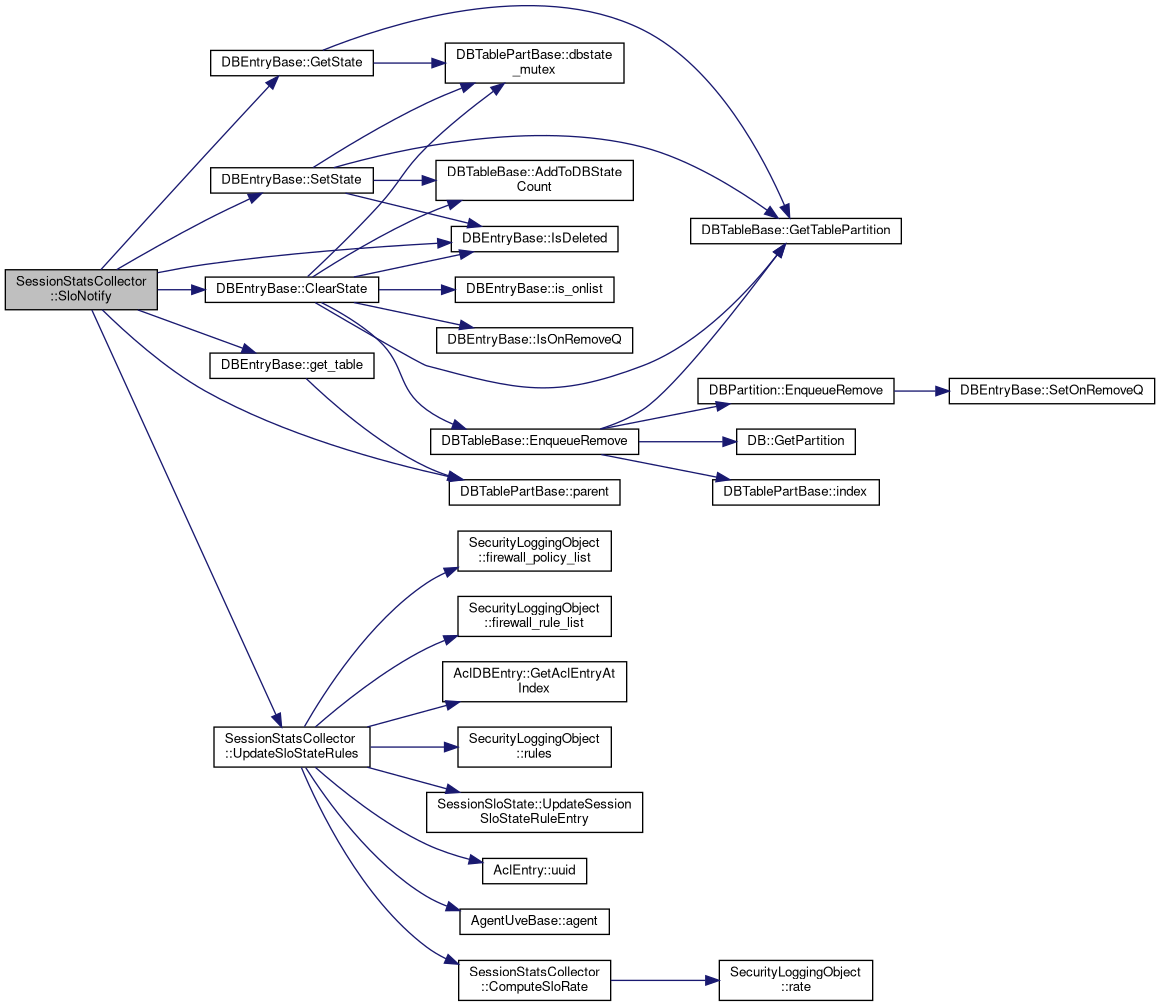 SessionStatsCollector
::SloNotify
DBEntryBase::GetState
DBEntryBase::SetState
DBEntryBase::ClearState
DBEntryBase::get_table
SessionStatsCollector
::UpdateSloStateRules
DBTablePartBase::dbstate
_mutex
DBTableBase::AddToDBState
Count
DBEntryBase::IsDeleted
DBEntryBase::is_onlist
DBEntryBase::IsOnRemoveQ
DBTableBase::EnqueueRemove
DBTablePartBase::parent
SecurityLoggingObject
::firewall_policy_list
SecurityLoggingObject
::firewall_rule_list
AclDBEntry::GetAclEntryAt
Index
SecurityLoggingObject
::rules
SessionSloState::UpdateSession
SloStateRuleEntry
AclEntry::uuid
AgentUveBase::agent
SessionStatsCollector
::ComputeSloRate
DBTableBase::GetTablePartition
DBPartition::EnqueueRemove
DB::GetPartition
DBTablePartBase::index
SecurityLoggingObject
::rate
DBEntryBase::SetOnRemoveQ